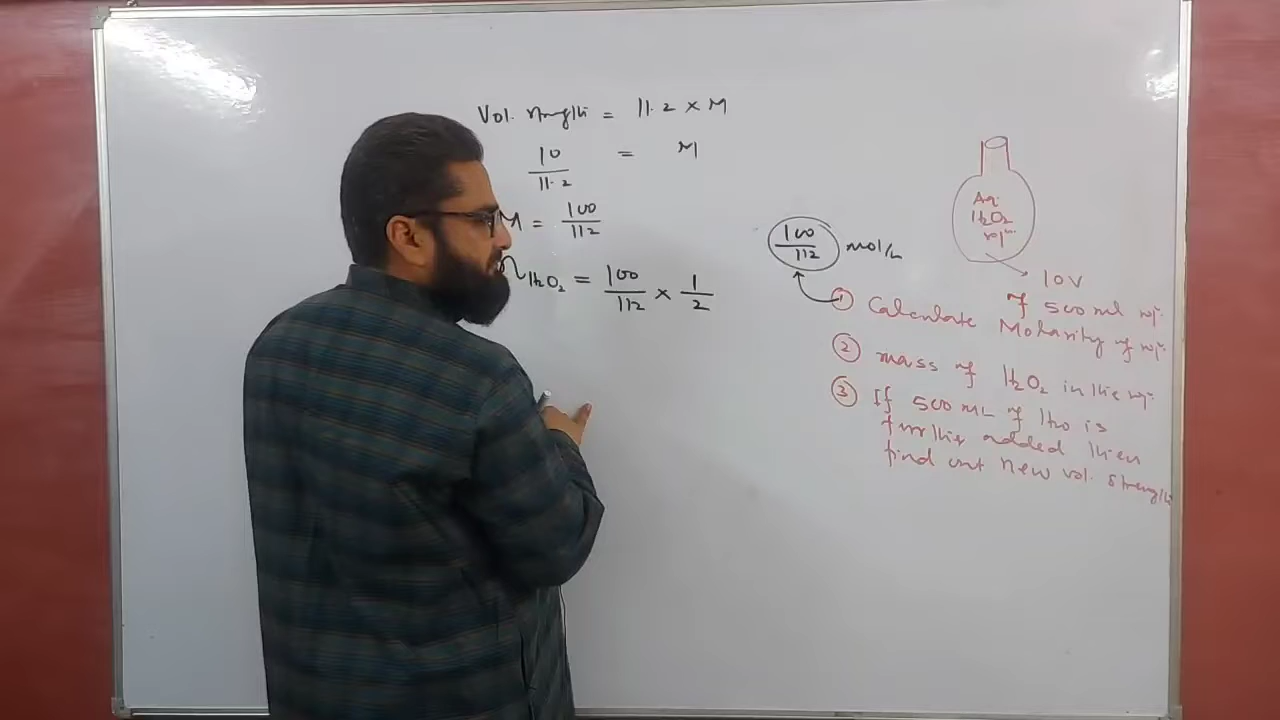 Vol. strength = 11.2 × M
10/11.2 = M
M = 100/112
nH₂O₂ = 100/112 × 1/2
100/112 mol/L
Aq.
H₂O₂
solⁿ
10V
of 500 ml solⁿ.
① Calculate Molarity of solⁿ.
② mass of H₂O₂ in the solⁿ.
③ If 500 mL of H₂O is
further added then
find out new vol. strength